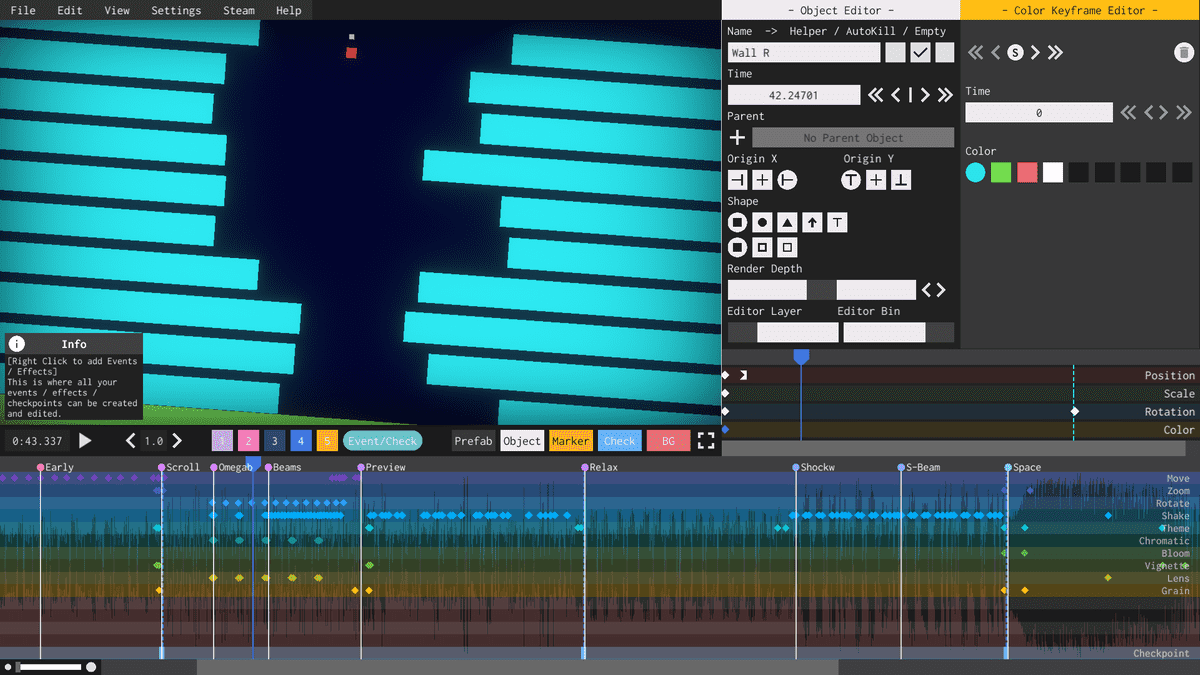 File Edit View Settings Steam Help
- Object Editor -
- Color Keyframe Editor -
Name -> Helper / AutoKill / Empty
Wall R
S
Time
42.24701
Time
0
Parent
No Parent Object
Origin X Origin Y
Color
Shape
T
Render Depth
Editor Layer Editor Bin
i Info
[Right Click to add Events
/ Effects]
This is where all your
events / effects /
checkpoints can be created
and edited.
Position
Scale
Rotation
Color
0:43.337 1.0 1 2 3 4 5 Event/Check Prefab Object Marker Check BG
Early Scroll Omega Beams Preview Relax Shockw S-Beam Space
Move
Zoom
Rotate
Shake
Theme
Chromatic
Bloom
Vignette
Lens
Grain
Checkpoint